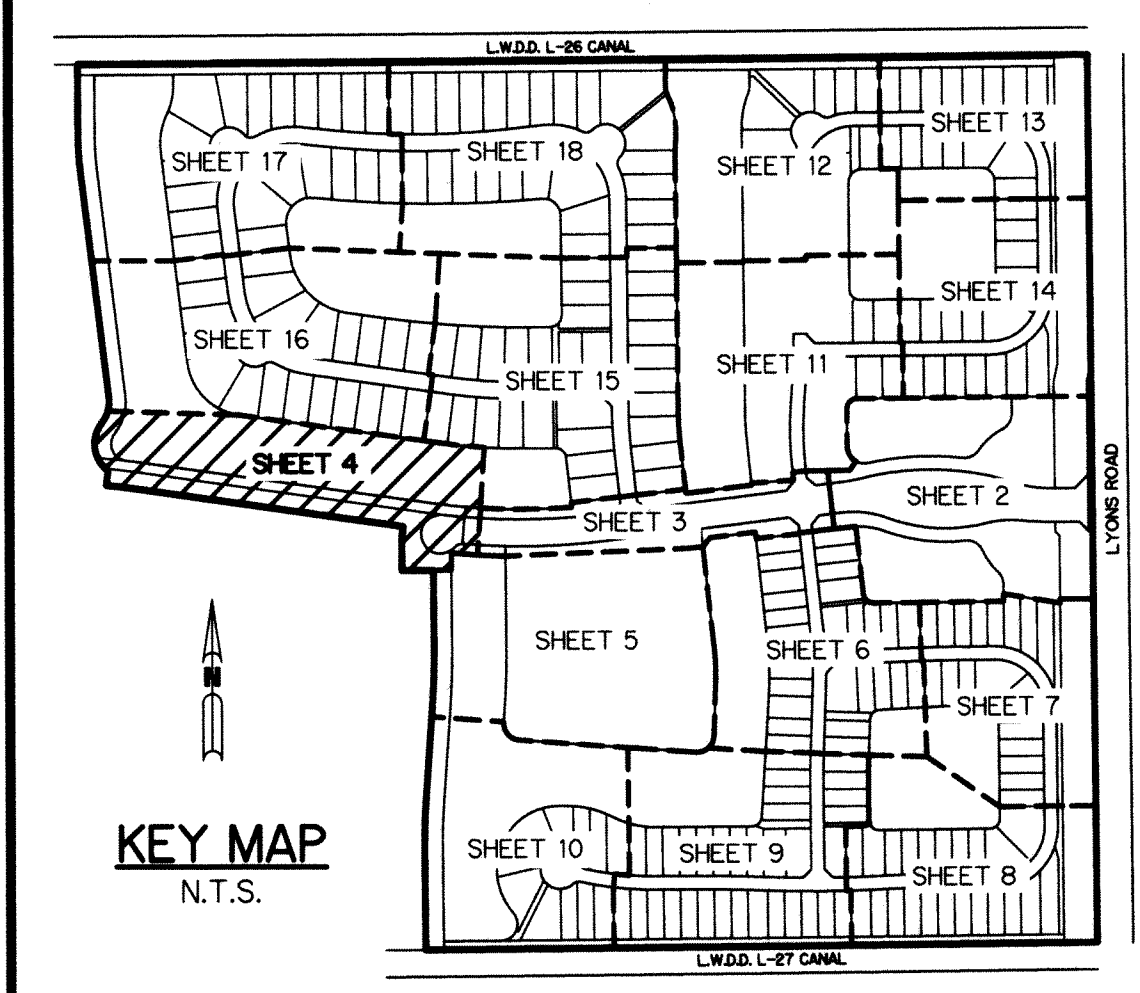 L.W.D.D. L-26 CANAL
SHEET 13
SHEET 17
SHEET 18
SHEET 12
SHEET 14
SHEET 16
SHEET 11
SHEET 15
SHEET 4
SHEET 2
SHEET 3
LYONS ROAD
SHEET 5
SHEET 6
N
SHEET 7
KEY MAP
N.T.S.
SHEET 10
SHEET 9
SHEET 8
L.W.D.D. L-27 CANAL